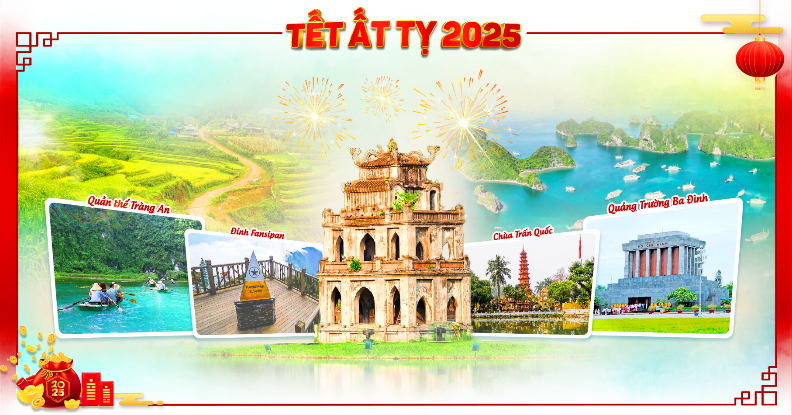 TẾT ẤT TỴ 2025
Quần thể Tràng An
Đỉnh Fansipan
Chùa Trấn Quốc
Quảng Trường Ba Đình
2025